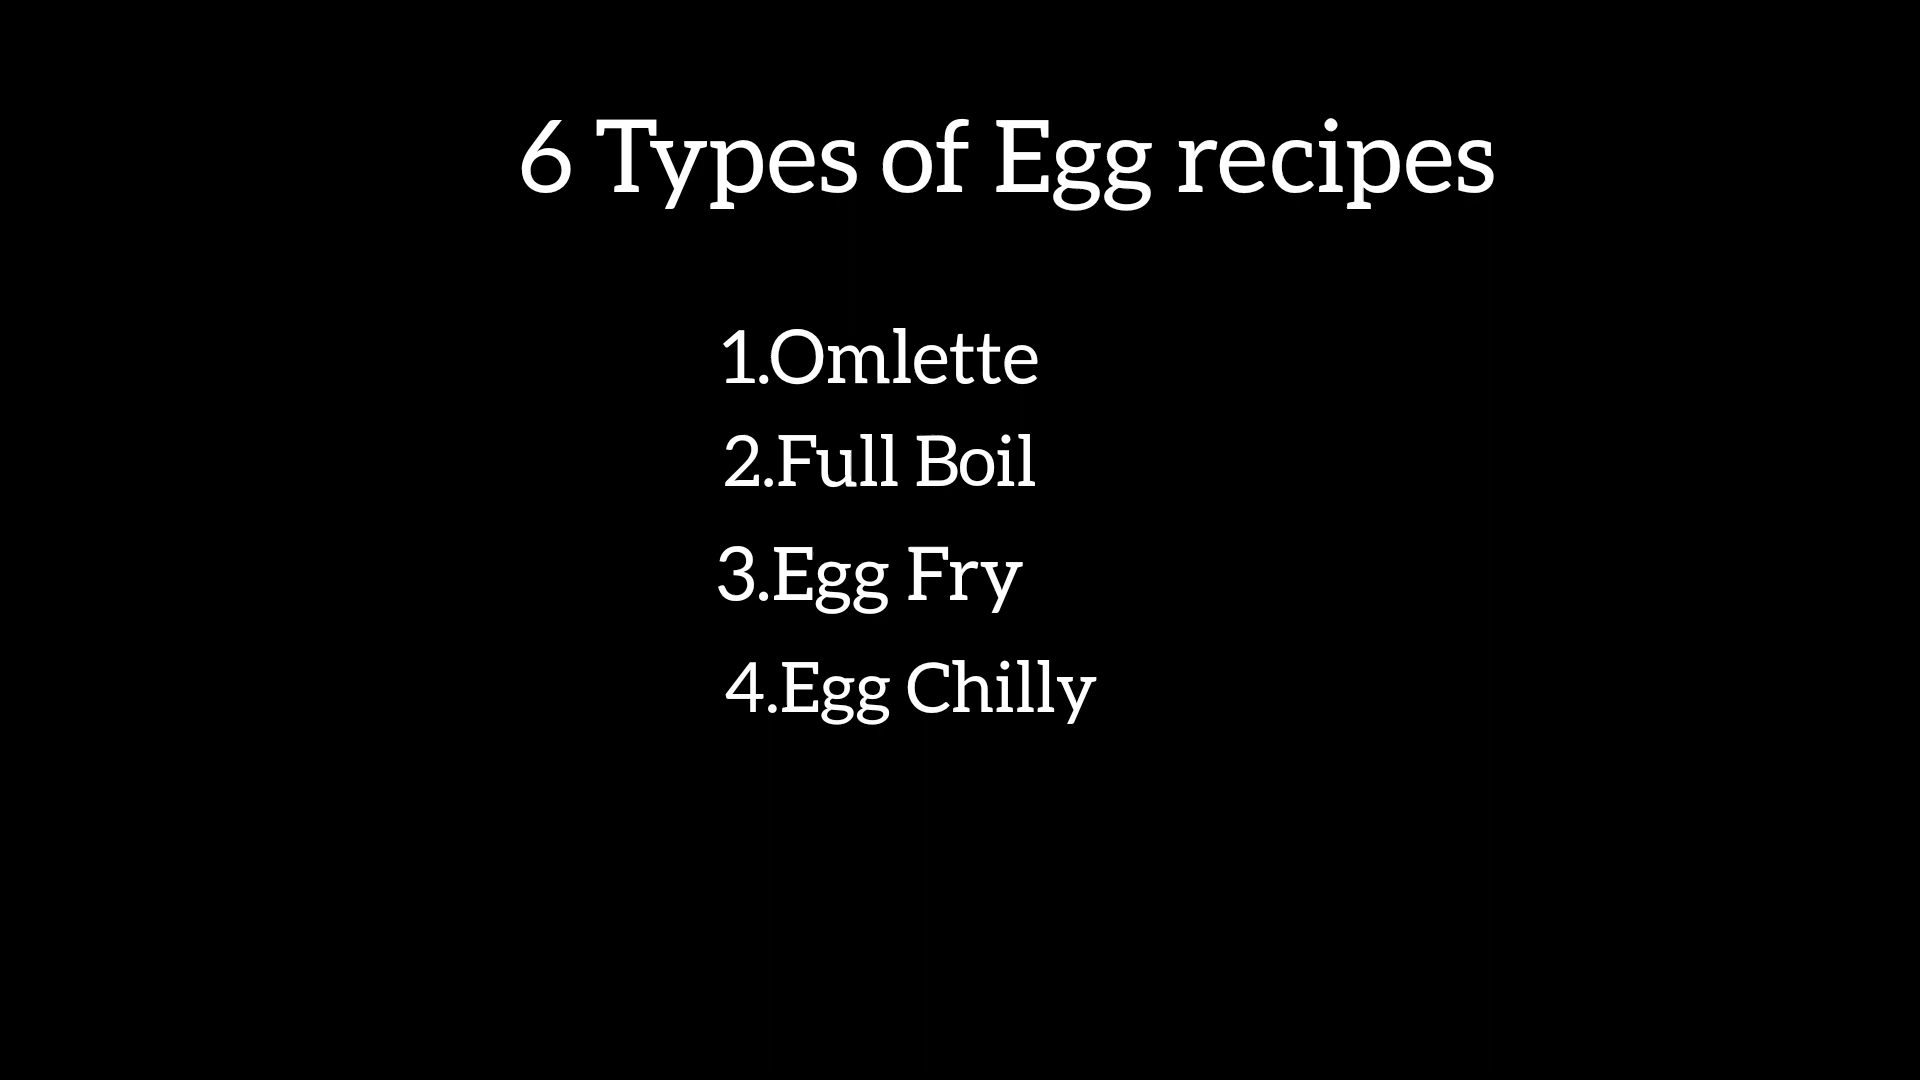 6 Types of Egg recipes
1.Omlette
2.Full Boil
3.Egg Fry
4.Egg Chilly